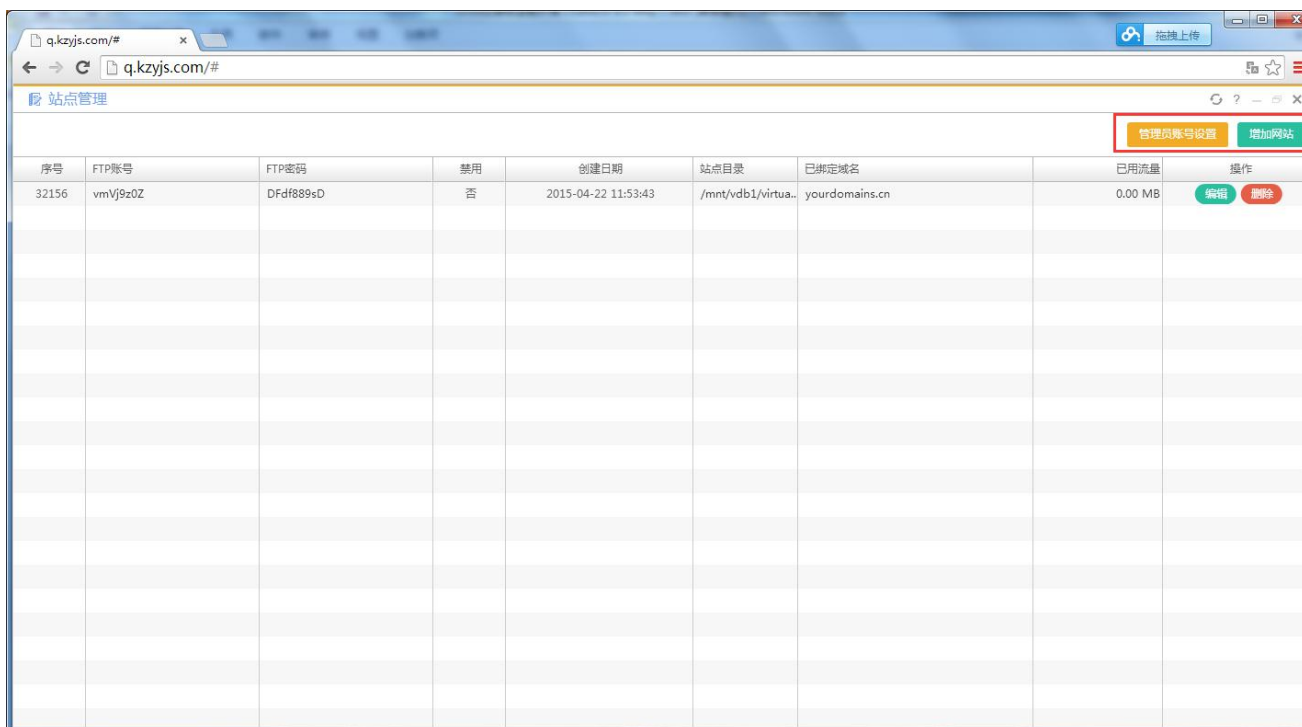 q.kzyjs.com/#
拖拽上传
q.kzyjs.com/#
站点管理
管理员账号设置 增加网站
序号 FTP账号 FTP密码 禁用 创建日期 站点目录 已绑定域名 已用流量 操作
32156 vmVj9z0Z DFdf889sD 否 2015-04-22 11:53:43 /mnt/vdb1/virtua.. yourdomains.cn 0.00 MB 编辑 删除